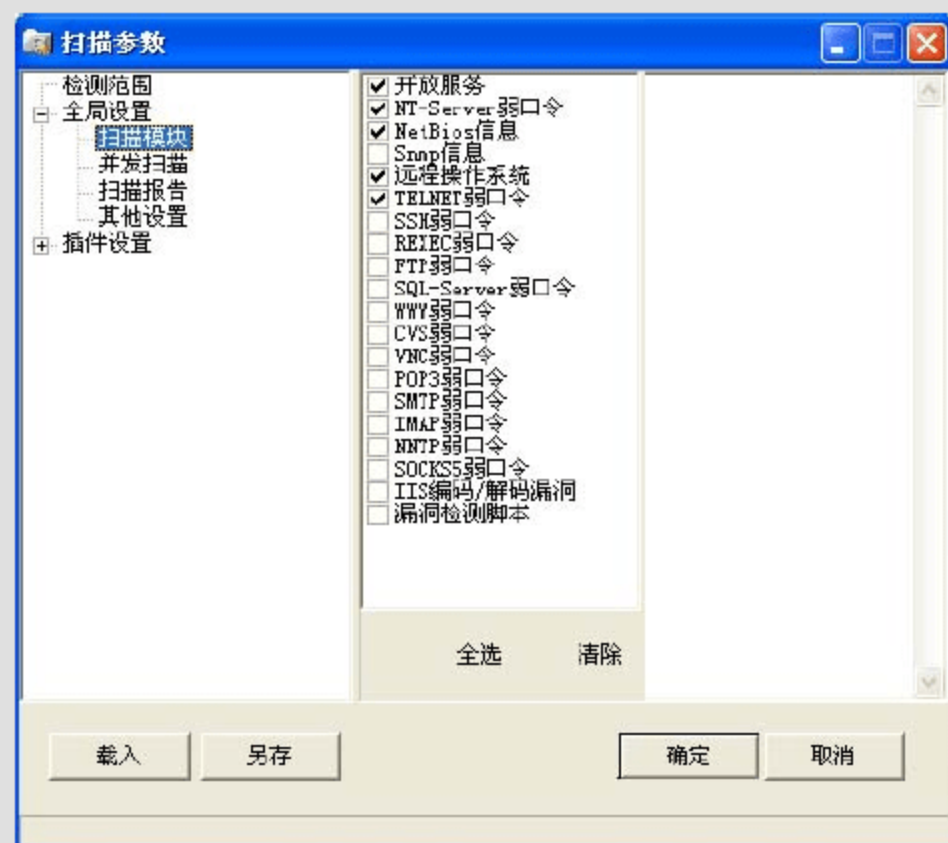 扫描参数
检测范围
全局设置
扫描模块
并发扫描
扫描报告
其他设置
插件设置
开放服务
NT-Server弱口令
NetBios信息
Snmp信息
远程操作系统
TELNET弱口令
SSH弱口令
REXEC弱口令
FTP弱口令
SQL-Server弱口令
WWW弱口令
CVS弱口令
VNC弱口令
POP3弱口令
SMTP弱口令
IMAP弱口令
NNTP弱口令
SOCKS5弱口令
IIS编码/解码漏洞
漏洞检测脚本
全选 清除
载入 另存 确定 取消